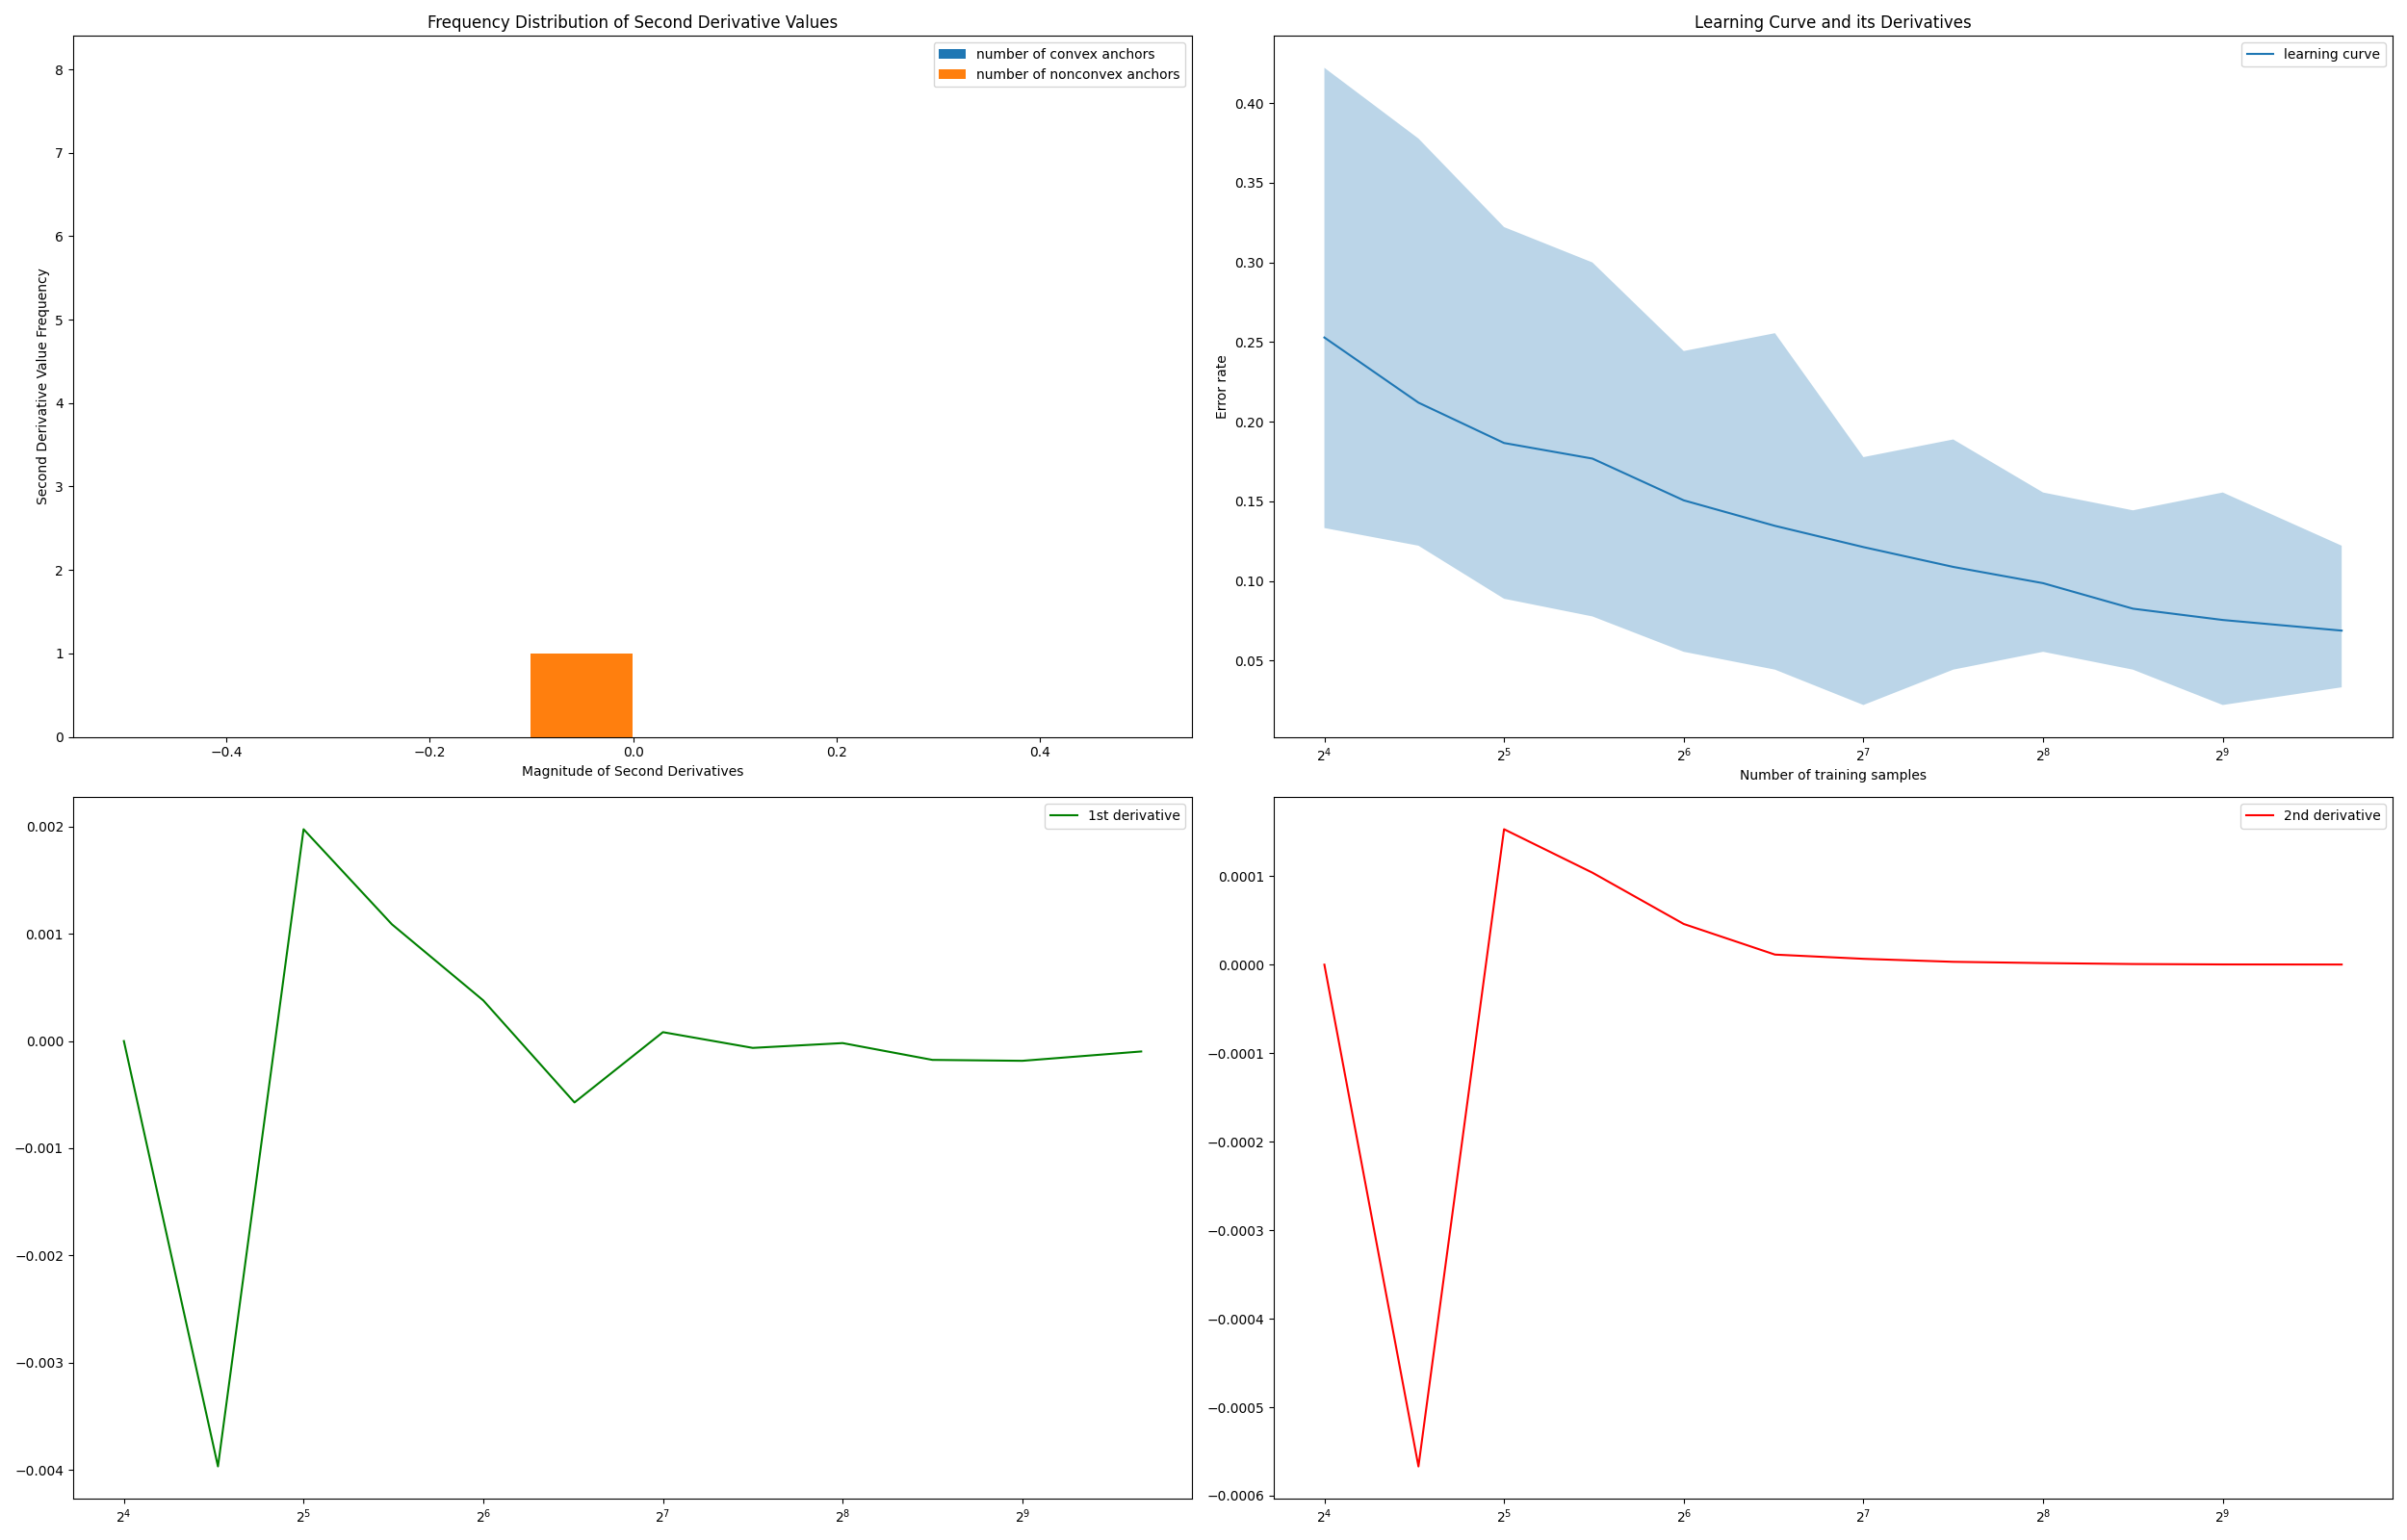 Frequency Distribution of Second Derivative Values
number of convex anchors
number of nonconvex anchors
8
7
6
5
4
3
2
1
0
Second Derivative Value Frequency
−0.4 −0.2 0.0 0.2 0.4
Magnitude of Second Derivatives
Learning Curve and its Derivatives
learning curve
0.40
0.35
0.30
0.25
0.20
0.15
0.10
0.05
Error rate
2⁴ 2⁵ 2⁶ 2⁷ 2⁸ 2⁹
Number of training samples
1st derivative
0.002
0.001
0.000
−0.001
−0.002
−0.003
−0.004
2⁴ 2⁵ 2⁶ 2⁷ 2⁸ 2⁹
2nd derivative
0.0001
0.0000
−0.0001
−0.0002
−0.0003
−0.0004
−0.0005
−0.0006
2⁴ 2⁵ 2⁶ 2⁷ 2⁸ 2⁹